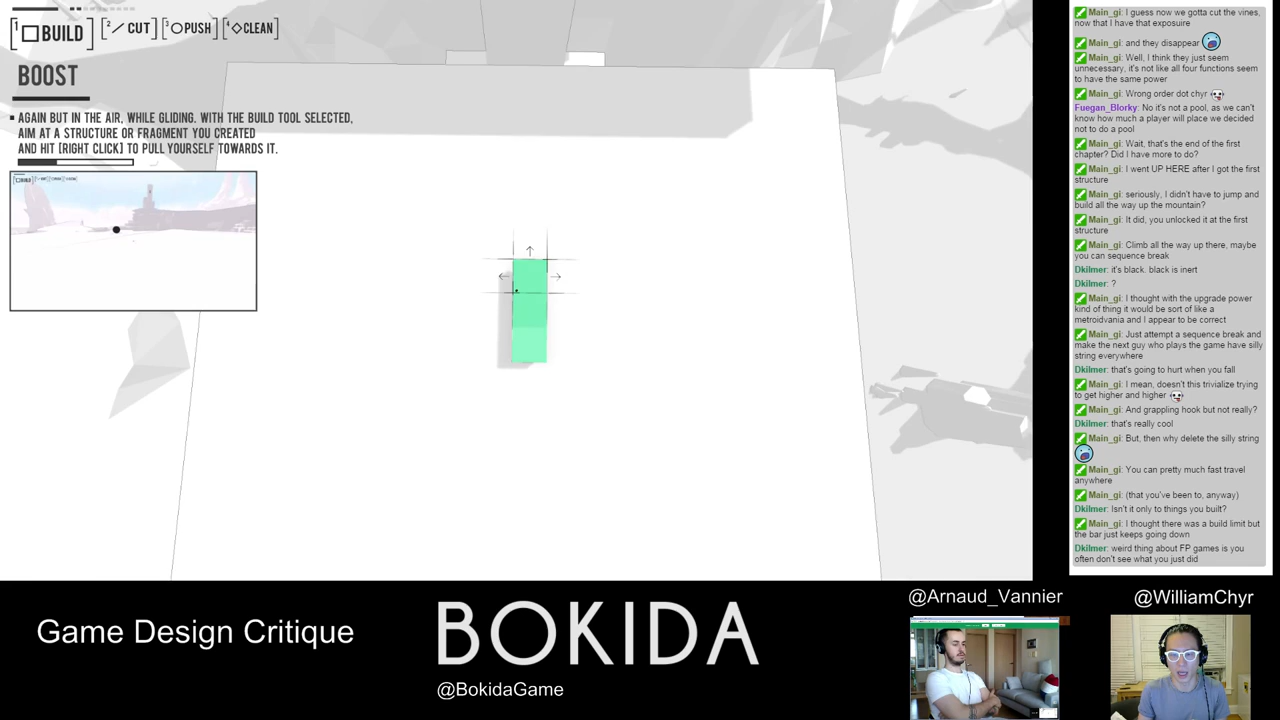 [1 □BUILD] [2 / CUT] [3 ○PUSH] [4 ◇CLEAN]
BOOST
▪ AGAIN BUT IN THE AIR, WHILE GLIDING. WITH THE BUILD TOOL SELECTED,
AIM AT A STRUCTURE OR FRAGMENT YOU CREATED
AND HIT [RIGHT CLICK] TO PULL YOURSELF TOWARDS IT.
Main_gi: I guess now we gotta cut the vines,
now that I have that exposuire
Main_gi: and they disappear
Main_gi: Well, I think they just seem
unnecessary, it's not like all four functions seem
to have the same power
Main_gi: Wrong order dot chyr
Fuegan_Blorky: No it's not a pool, as we can't
know how much a player will place we decided
not to do a pool
Main_gi: Wait, that's the end of the first
chapter? Did I have more to do?
Main_gi: I went UP HERE after I got the first
structure
Main_gi: seriously, I didn't have to jump and
build all the way up the mountain?
Main_gi: It did, you unlocked it at the first
structure
Main_gi: Climb all the way up there, maybe
you can sequence break
Dkilmer: it's black. black is inert
Dkilmer: ?
Main_gi: I thought with the upgrade power
kind of thing it would be sort of like a
metroidvania and I appear to be correct
Main_gi: Just attempt a sequence break and
make the next guy who plays the game have silly
string everywhere
Dkilmer: that's going to hurt when you fall
Main_gi: I mean, doesn't this trivialize trying
to get higher and higher
Main_gi: And grappling hook but not really?
Dkilmer: that's really cool
Main_gi: But, then why delete the silly string
Main_gi: You can pretty much fast travel
anywhere
Main_gi: (that you've been to, anyway)
Dkilmer: Isn't it only to things you built?
Main_gi: I thought there was a build limit but
the bar just keeps going down
Dkilmer: weird thing about FP games is you
often don't see what you just did
Game Design Critique
BOKIDA
@BokidaGame
@Arnaud_Vannier
@WilliamChyr